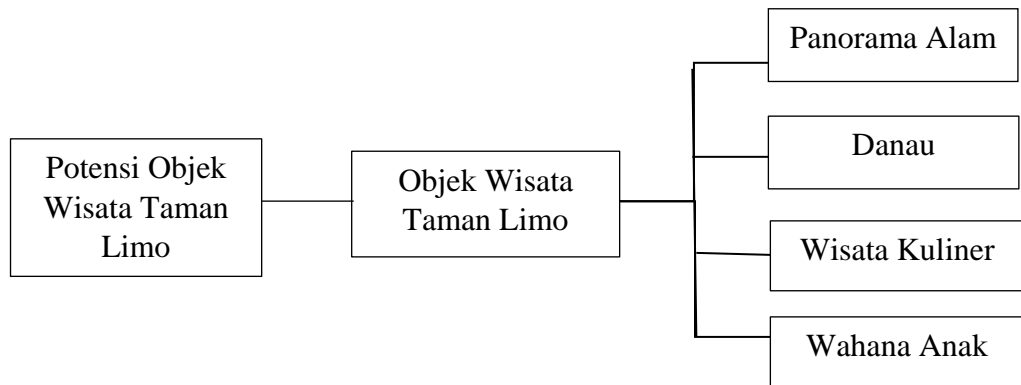 Potensi Objek
Wisata Taman
Limo
Objek Wisata
Taman Limo
Panorama Alam
Danau
Wisata Kuliner
Wahana Anak